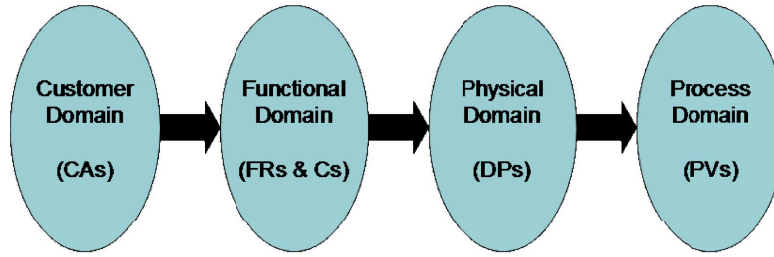 Customer
Domain
(CAs)
Functional
Domain
(FRs & Cs)
Physical
Domain
(DPs)
Process
Domain
(PVs)